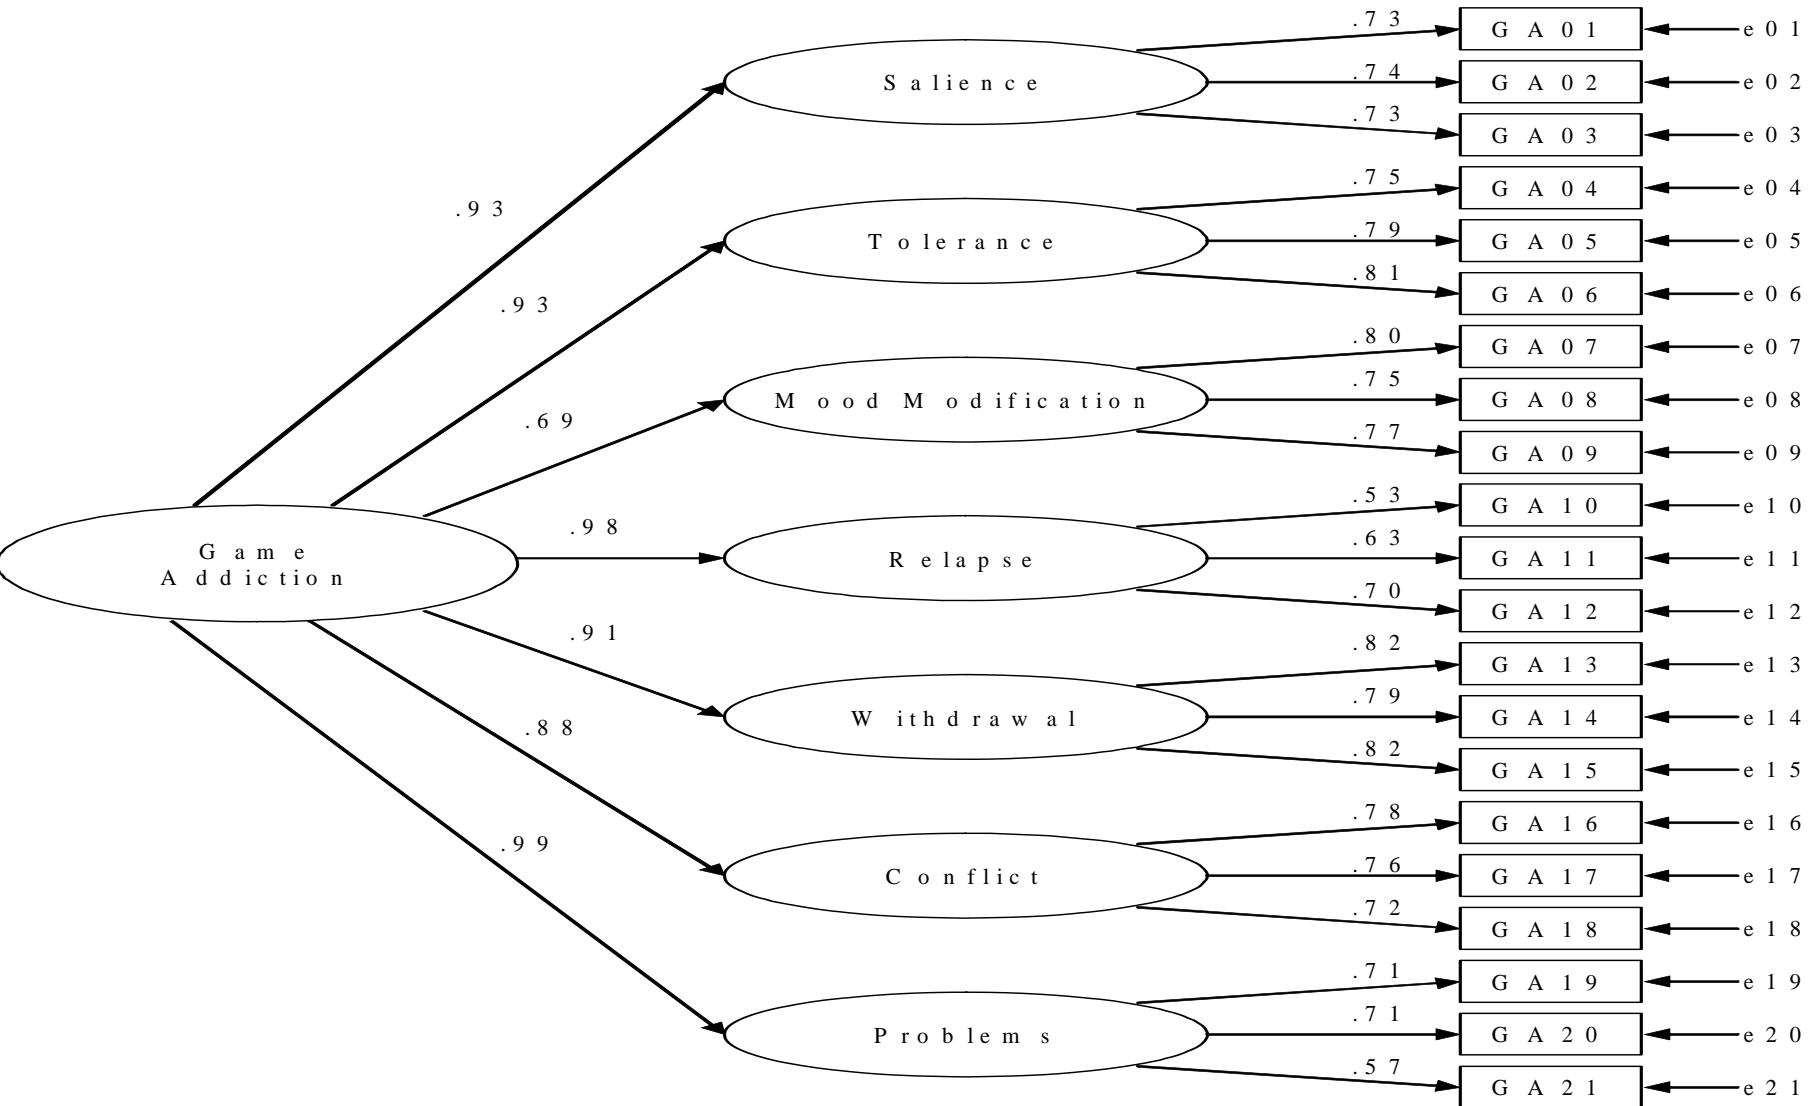 .73 GA01 e01
Salience .74 GA02 e02
.73 GA03 e03
.93
.75 GA04 e04
Tolerance .79 GA05 e05
.81 GA06 e06
.93
.80 GA07 e07
Mood Modification .75 GA08 e08
.77 GA09 e09
.69
.53 GA10 e10
.98
Game
Addiction
Relapse .63 GA11 e11
.70 GA12 e12
.91
.82 GA13 e13
Withdrawal .79 GA14 e14
.82 GA15 e15
.88
.78 GA16 e16
Conflict .76 GA17 e17
.72 GA18 e18
.99
.71 GA19 e19
Problems .71 GA20 e20
.57 GA21 e21